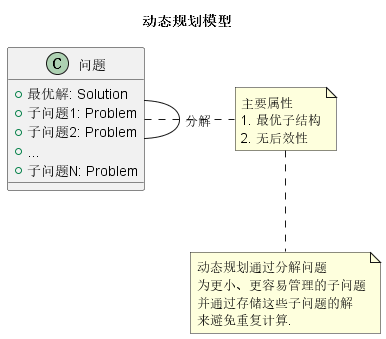 动态规划模型
C 问题
最优解: Solution
子问题1: Problem
子问题2: Problem
...
子问题N: Problem
分解
主要属性
1. 最优子结构
2. 无后效性
动态规划通过分解问题
为更小、更容易管理的子问题
并通过存储这些子问题的解
来避免重复计算.